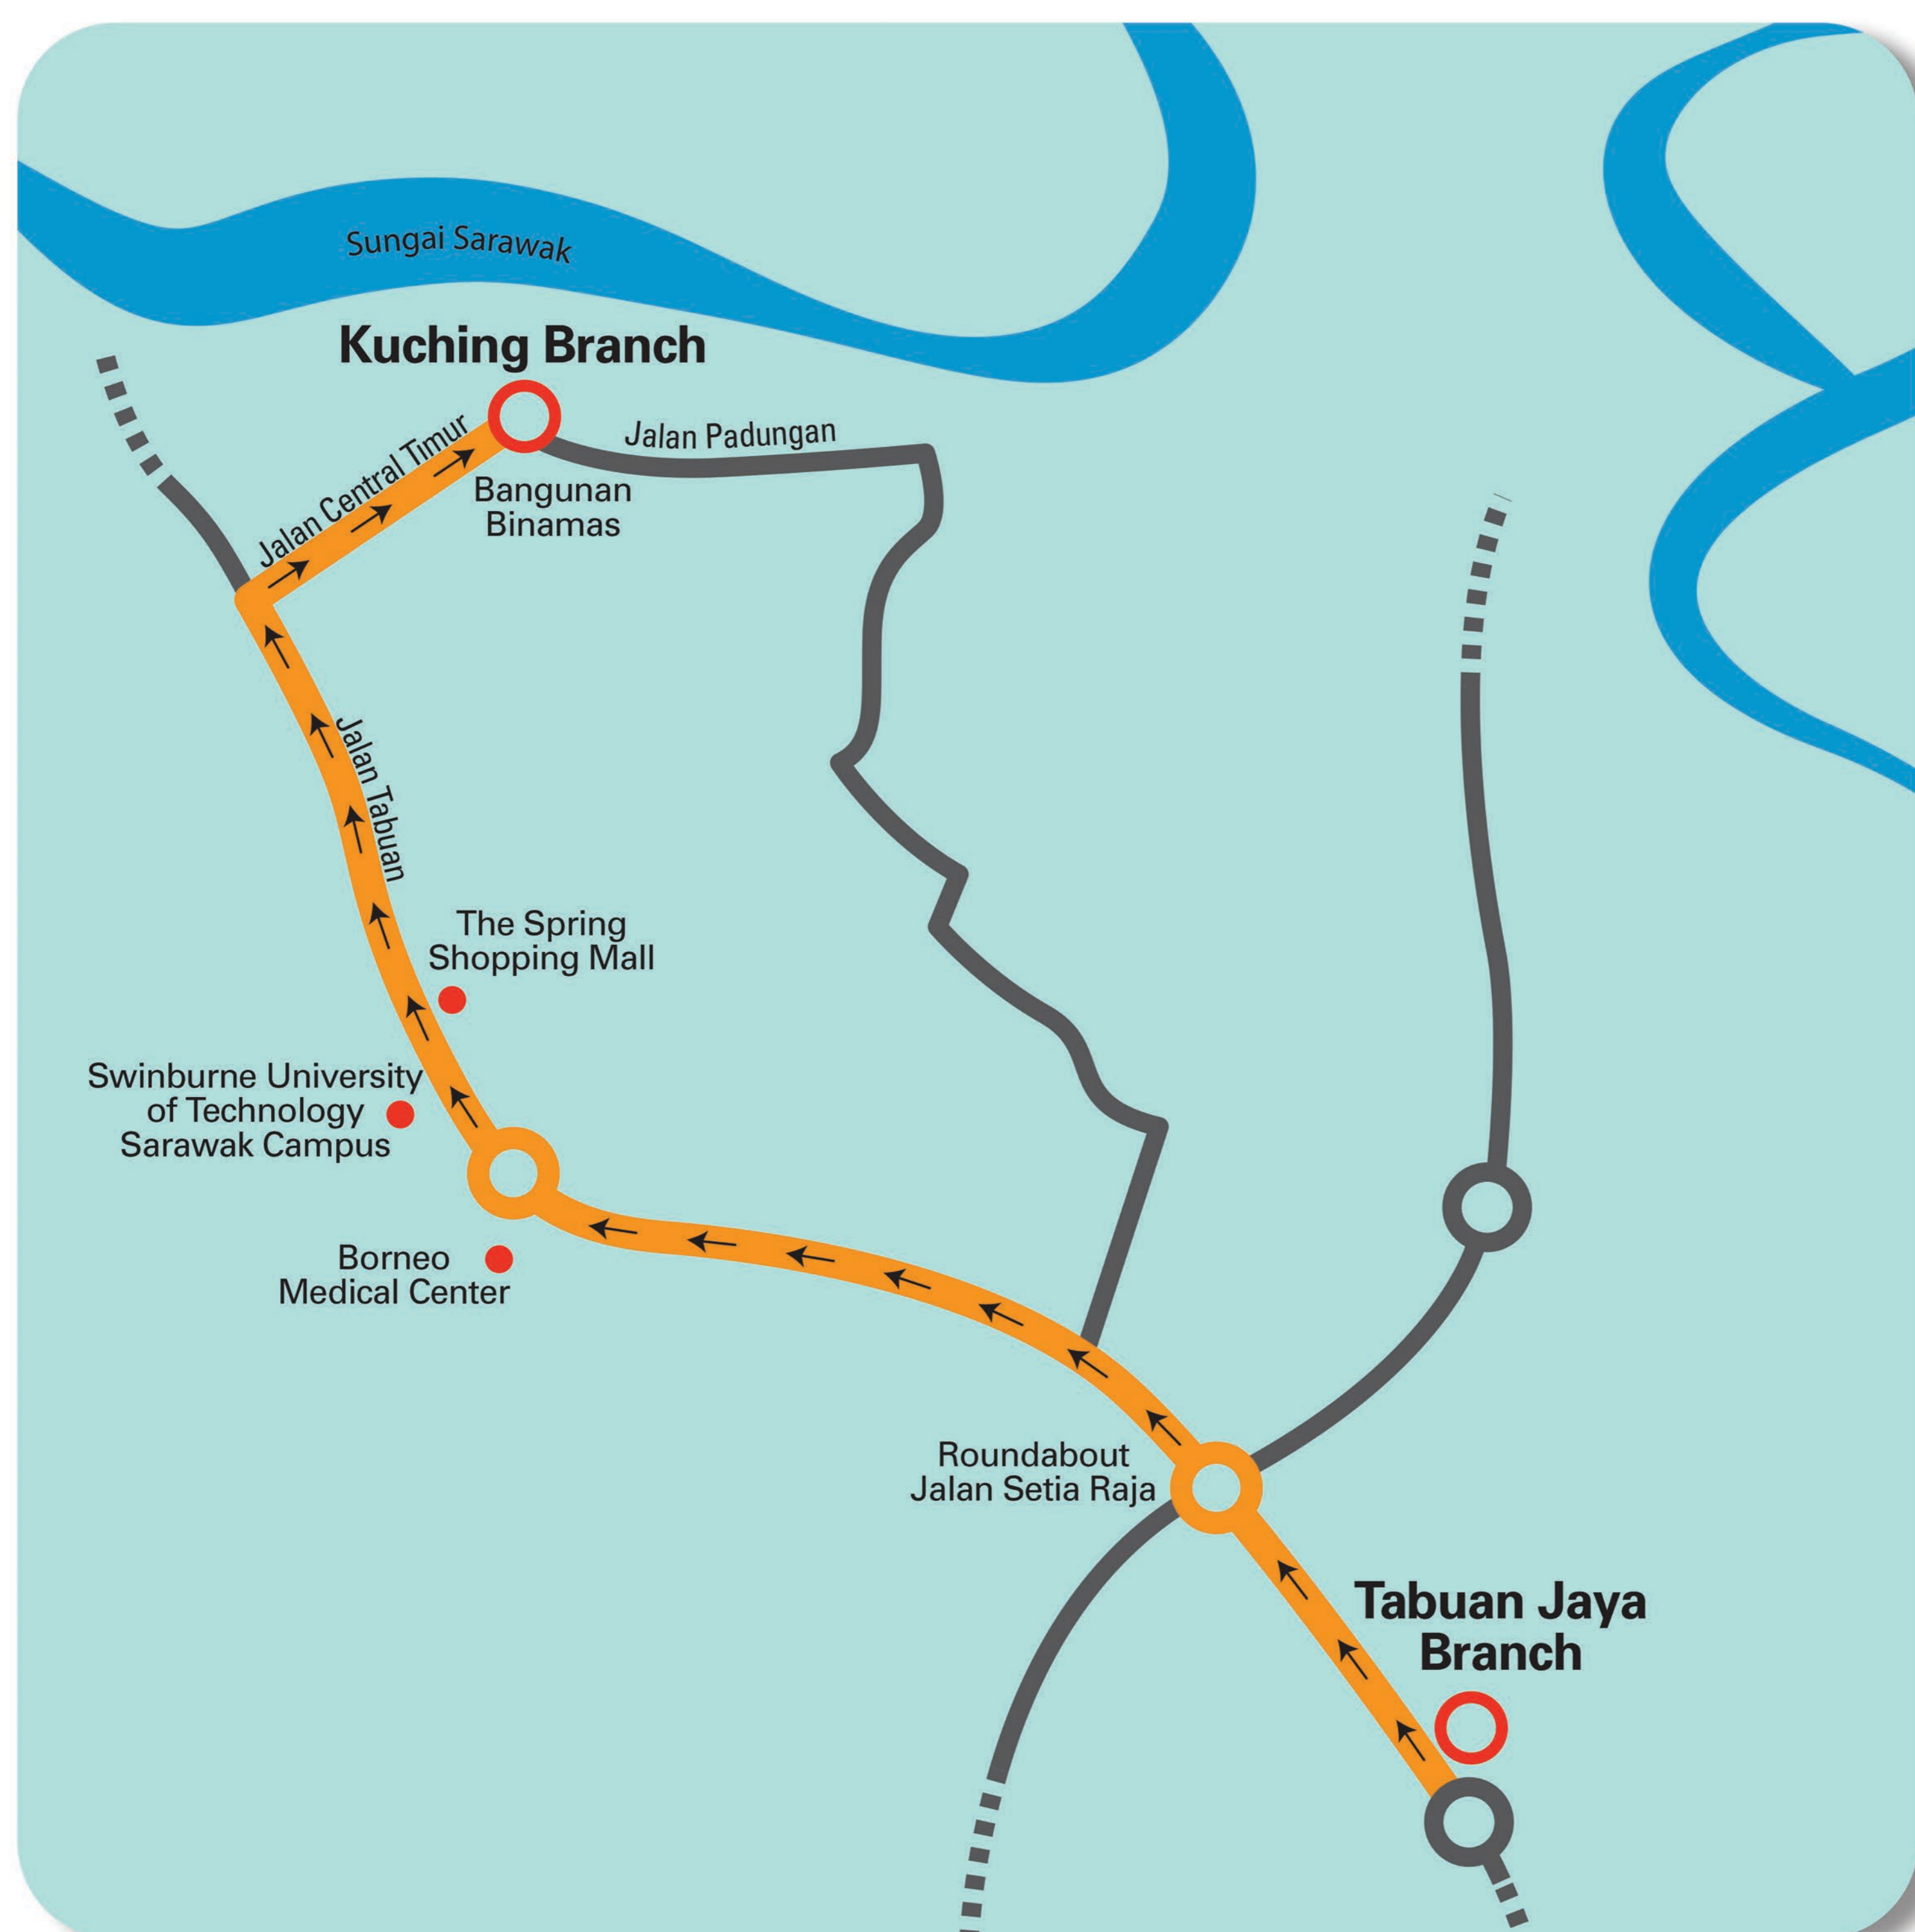 Sungai Sarawak
Kuching Branch
Jalan Central Timur
Jalan Padungan
Bangunan
Binamas
Jalan Tabuan
The Spring
Shopping Mall
Swinburne University
of Technology
Sarawak Campus
Borneo
Medical Center
Roundabout
Jalan Setia Raja
Tabuan Jaya
Branch